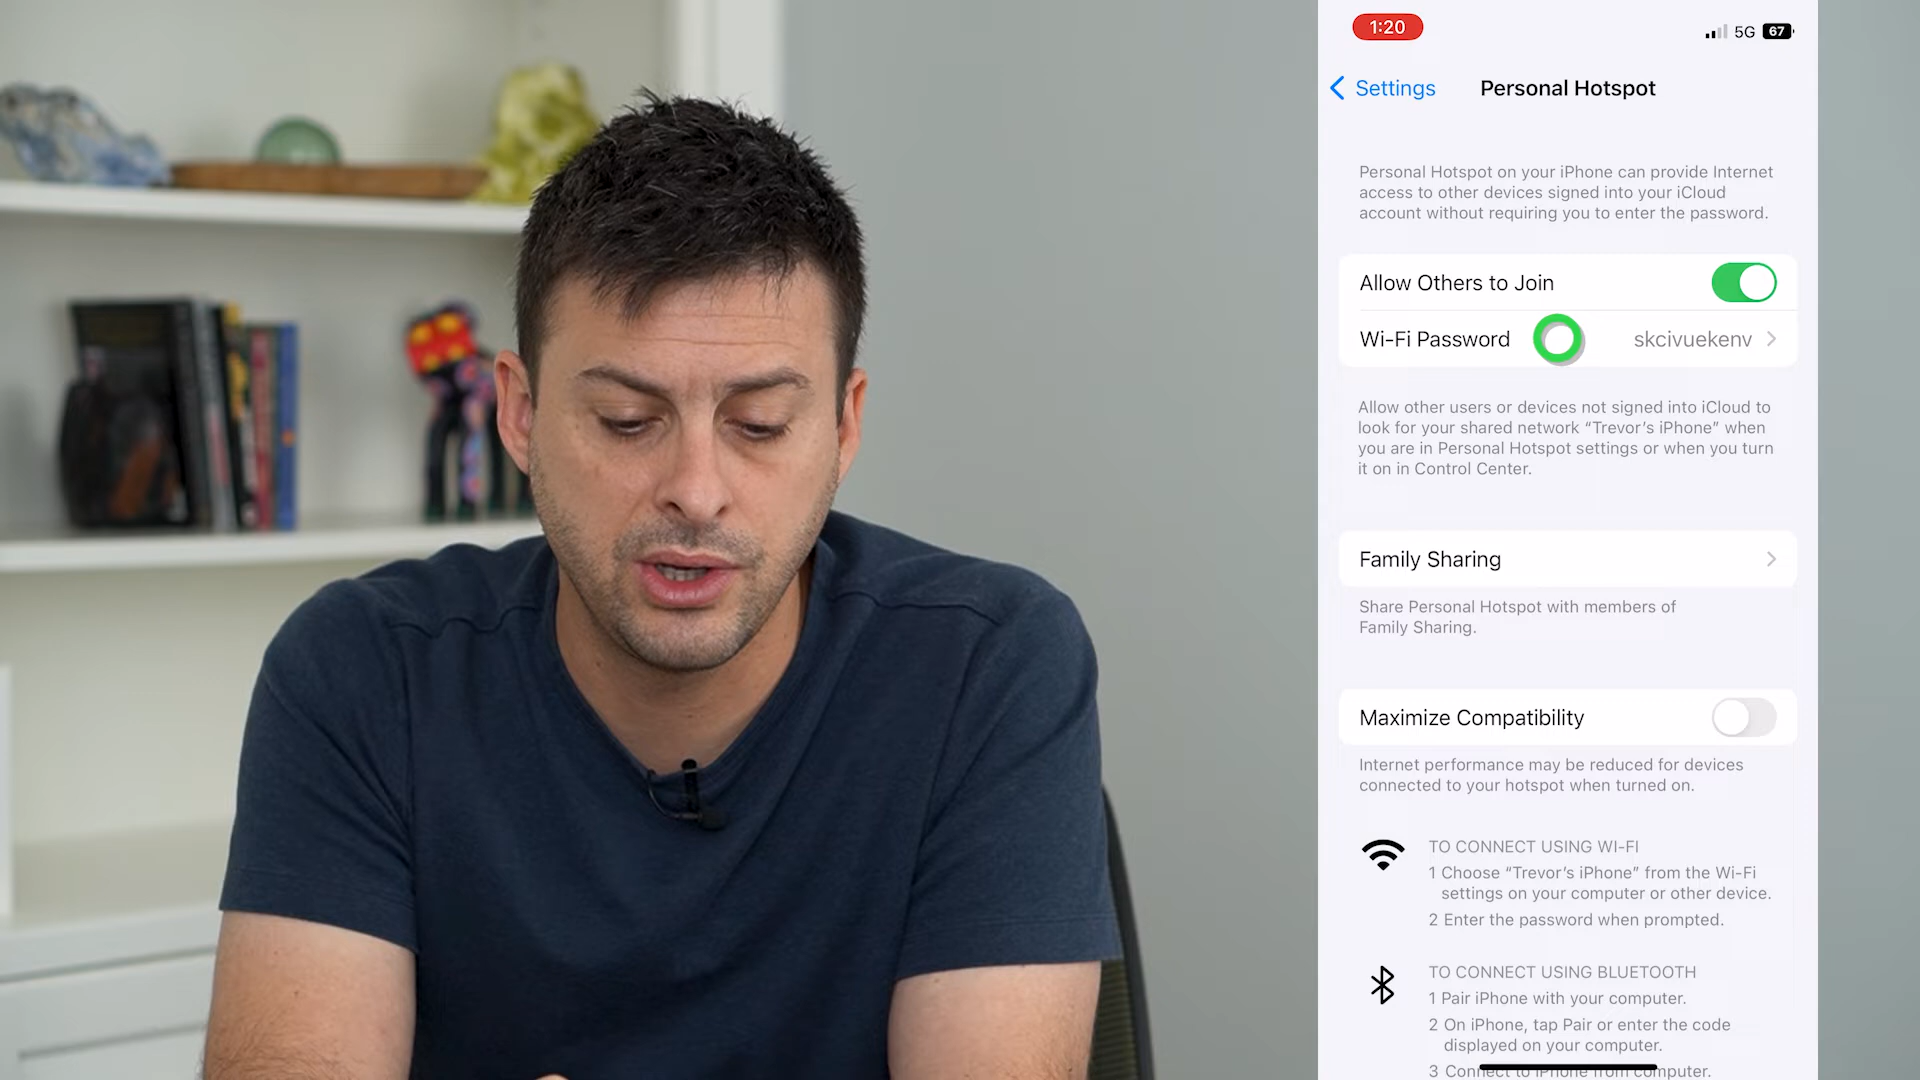 1:20
5G 67
Settings
Personal Hotspot
Personal Hotspot on your iPhone can provide Internet
access to other devices signed into your iCloud
account without requiring you to enter the password.
Allow Others to Join
Wi-Fi Password skcivuekenv
Allow other users or devices not signed into iCloud to
look for your shared network “Trevor’s iPhone” when
you are in Personal Hotspot settings or when you turn
it on in Control Center.
Family Sharing
Share Personal Hotspot with members of
Family Sharing.
Maximize Compatibility
Internet performance may be reduced for devices
connected to your hotspot when turned on.
TO CONNECT USING WI-FI
1 Choose “Trevor’s iPhone” from the Wi-Fi
settings on your computer or other device.
2 Enter the password when prompted.
TO CONNECT USING BLUETOOTH
1 Pair iPhone with your computer.
2 On iPhone, tap Pair or enter the code
displayed on your computer.
3 Connect to iPhone from computer.